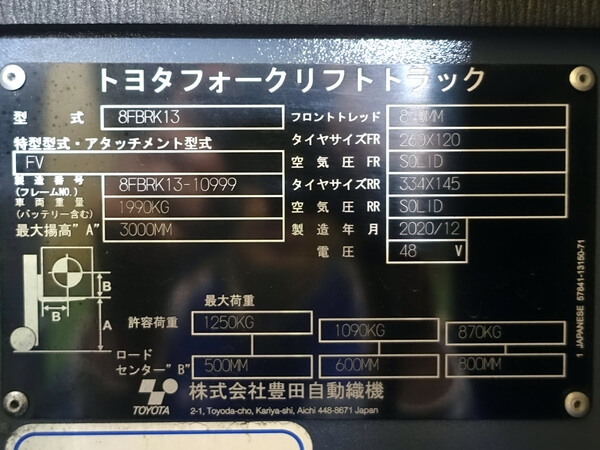 トヨタフォークリフトトラック
型 式 8FBRK13
特型型式・アタッチメント型式
FV
製造番号
(フレームNO.) 8FBRK13-10999
車両重量
(バッテリー含む) 1990KG
最大揚高"A" 3000MM
フロントトレッド MM
タイヤサイズFR 260X120
空気圧 FR SOLID
タイヤサイズRR 334X145
空気圧 RR SOLID
製造年月 2020/12
電圧 48 V
B
B
A
最大荷重
許容荷重 1250KG 1090KG 870KG
ロード
センター"B" 500MM 600MM 800MM
TOYOTA
株式会社豊田自動織機
2-1, Toyoda-cho, Kariya-shi, Aichi 448-8671 Japan
1 JAPANESE 57641-13150-71